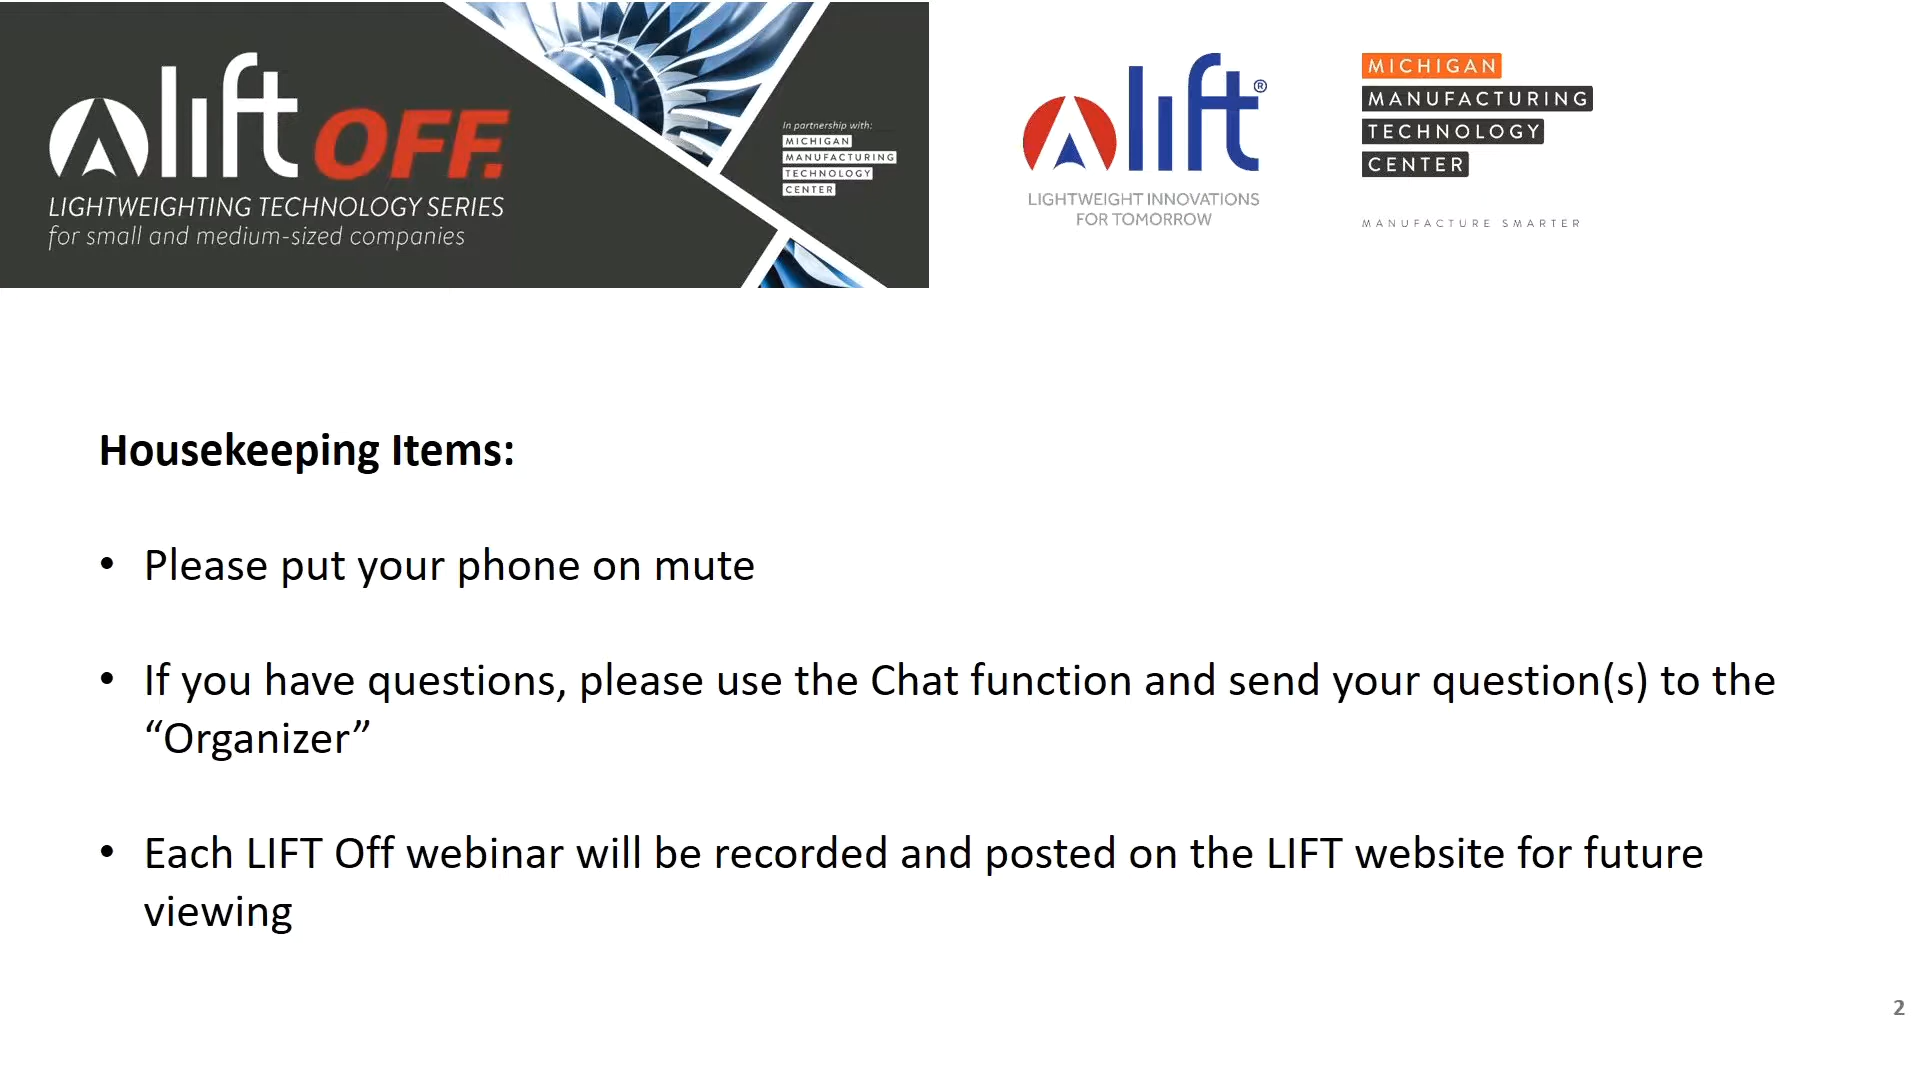 lift OFF.
LIGHTWEIGHTING TECHNOLOGY SERIES
for small and medium-sized companies
In partnership with:
MICHIGAN
MANUFACTURING
TECHNOLOGY
CENTER
lift®
LIGHTWEIGHT INNOVATIONS
FOR TOMORROW
MICHIGAN
MANUFACTURING
TECHNOLOGY
CENTER
MANUFACTURE SMARTER
Housekeeping Items:
• Please put your phone on mute
• If you have questions, please use the Chat function and send your question(s) to the
“Organizer”
• Each LIFT Off webinar will be recorded and posted on the LIFT website for future
viewing
2